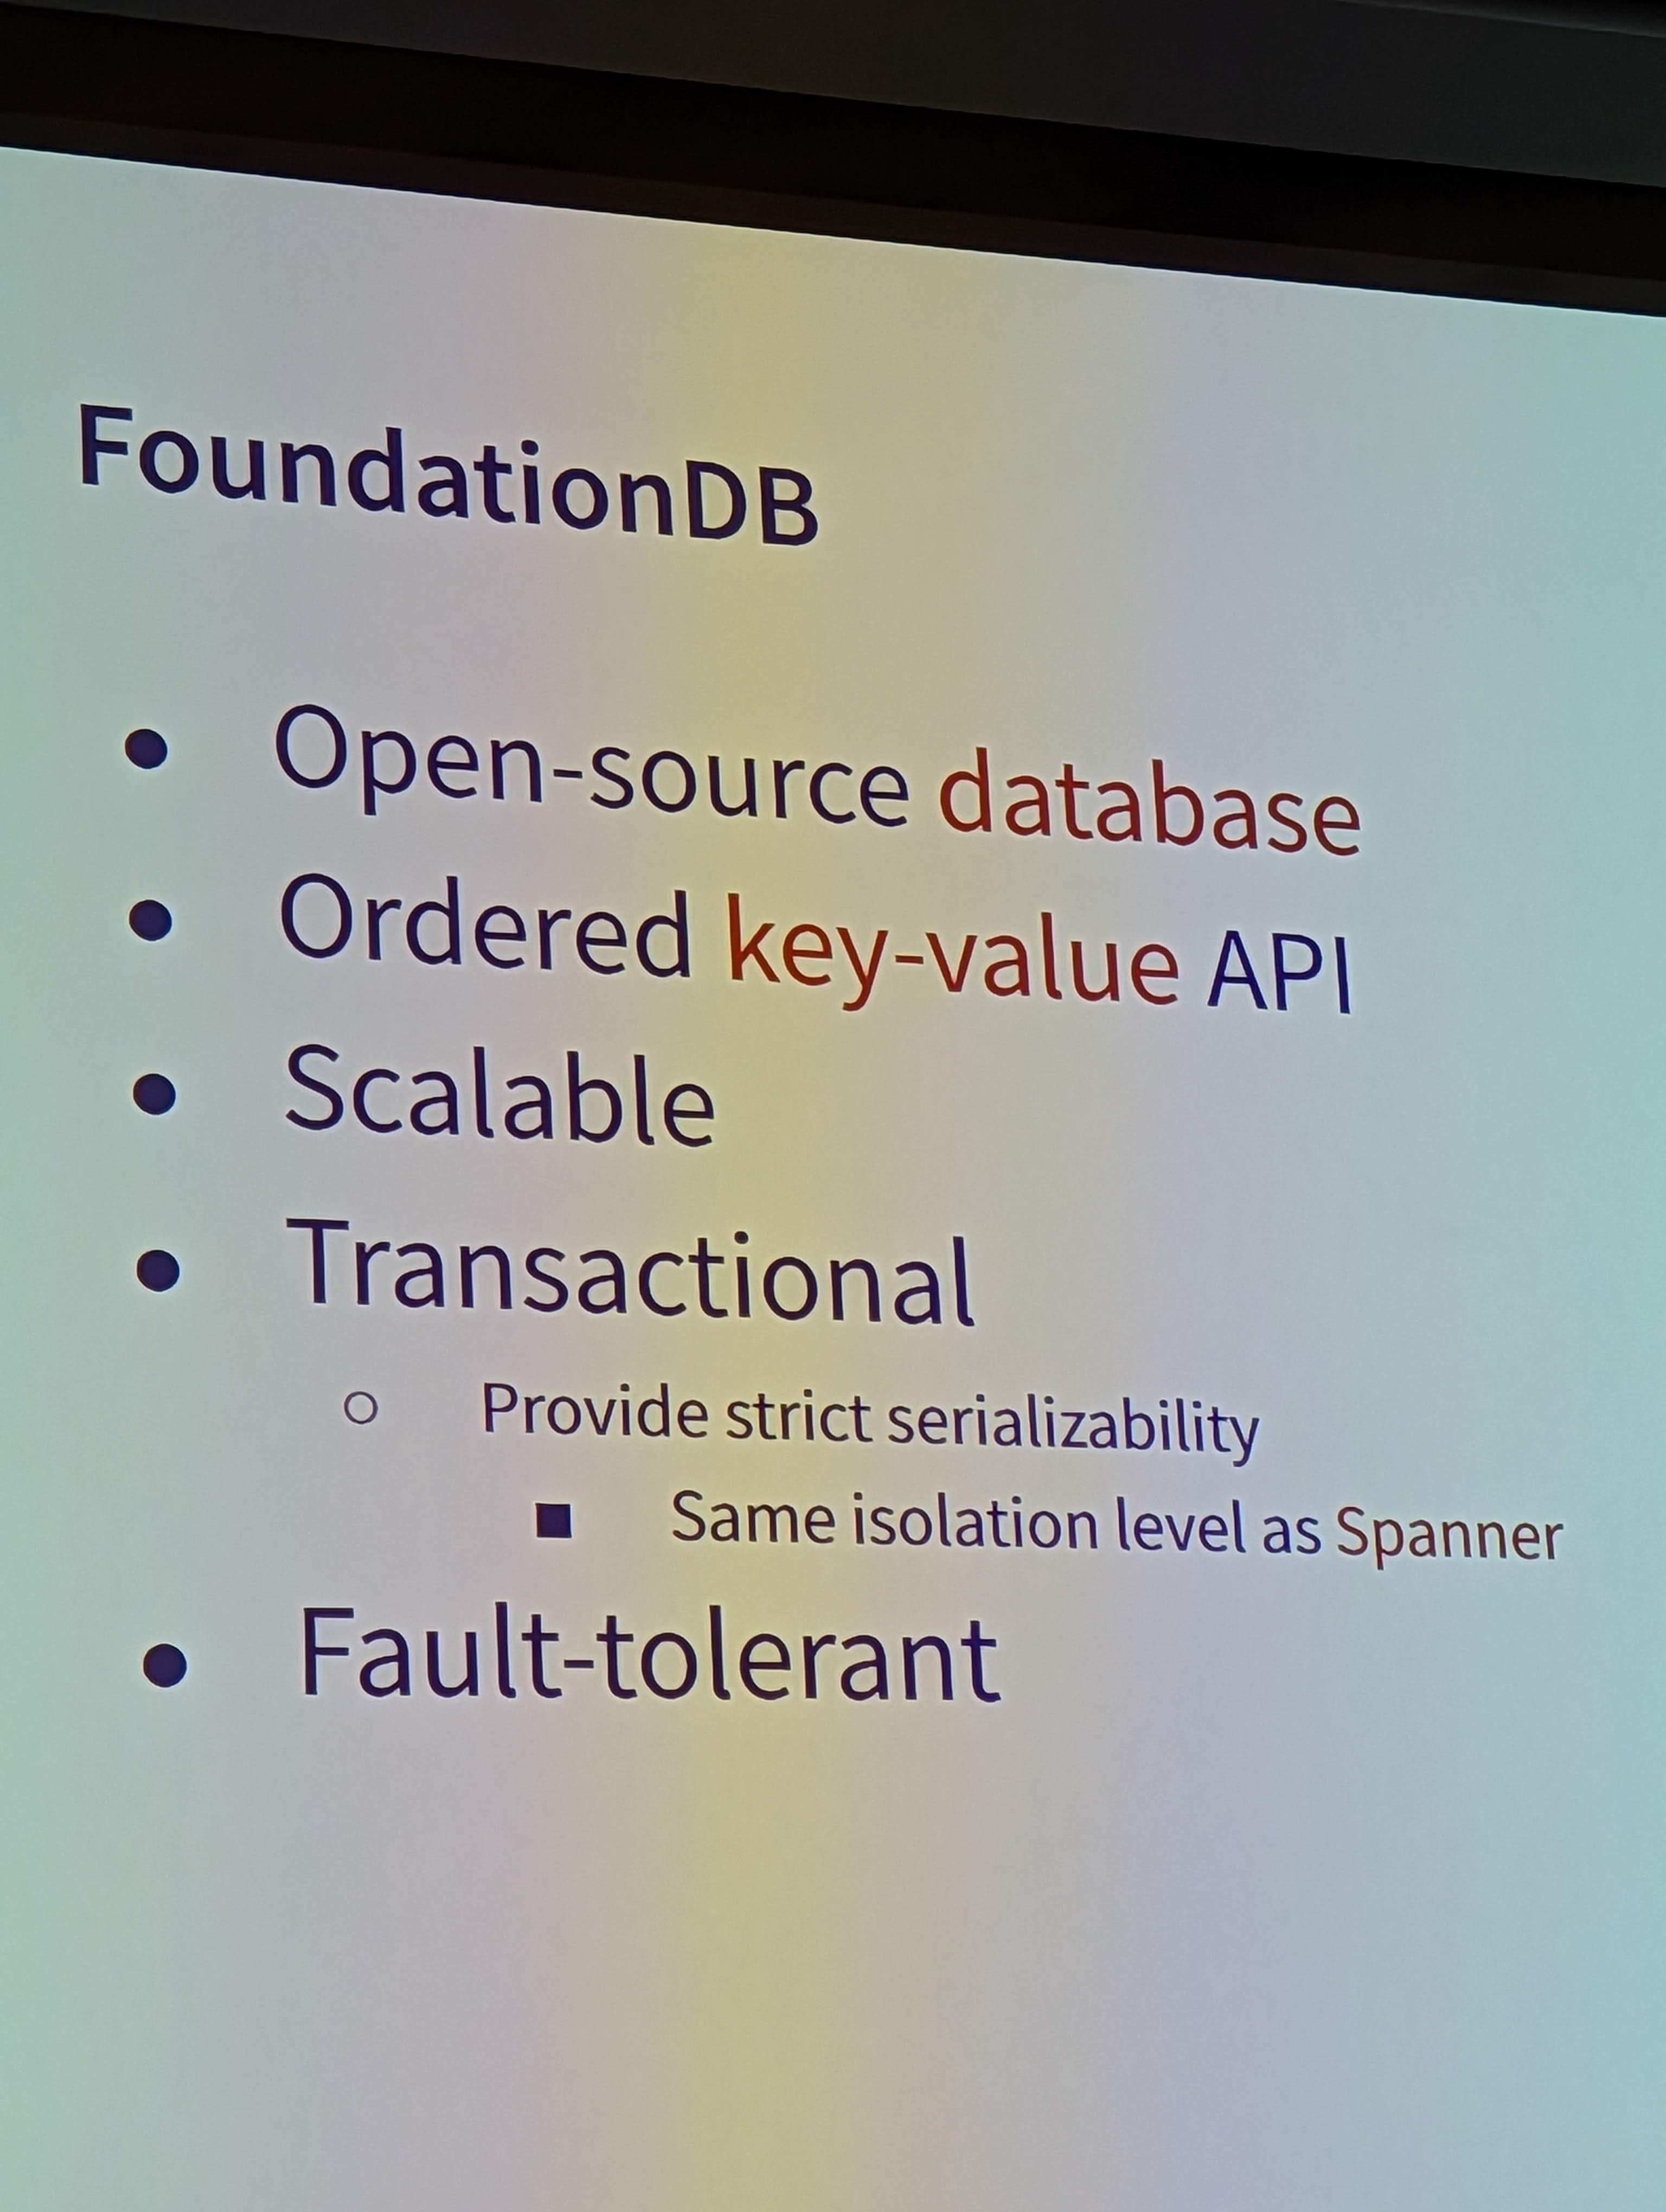 FoundationDB
● Open-source database
● Ordered key-value API
● Scalable
● Transactional
○ Provide strict serializability
■ Same isolation level as Spanner
● Fault-tolerant